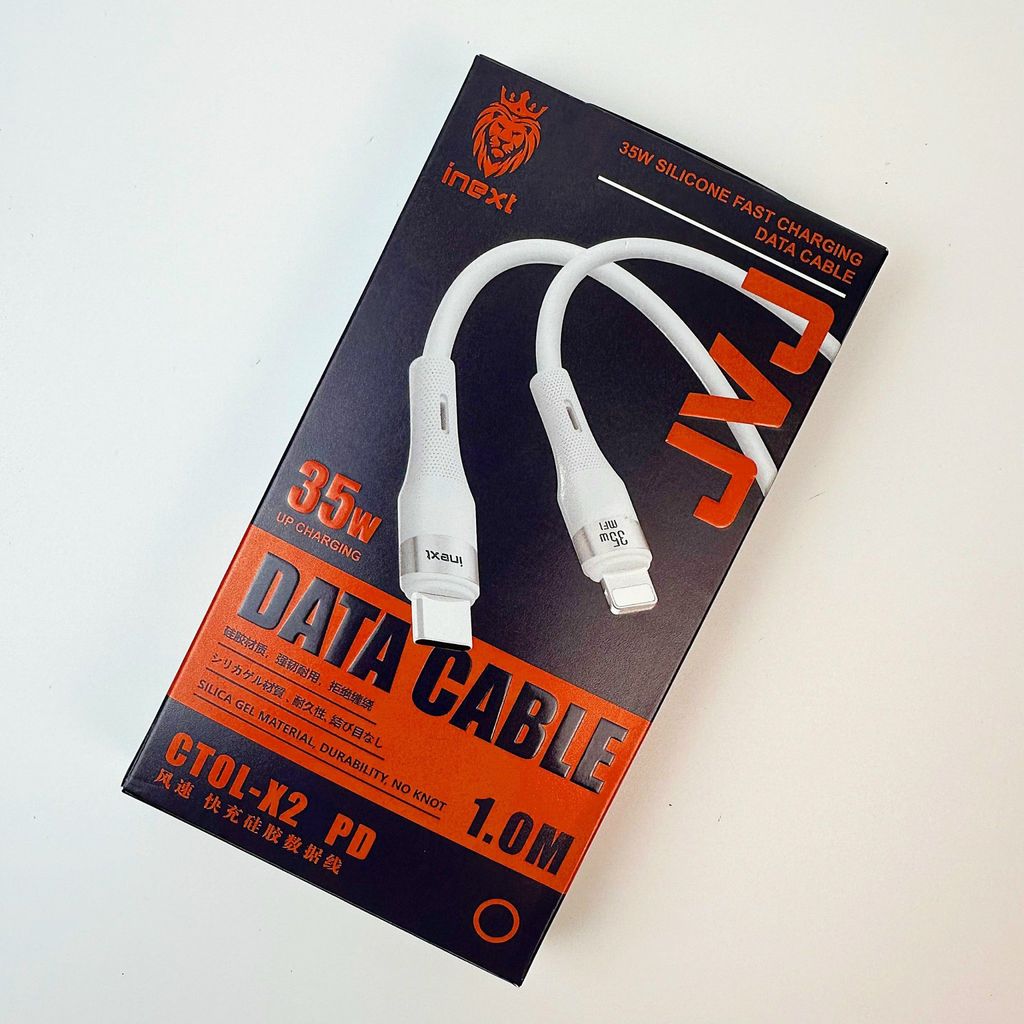 inext
35W SILICONE FAST CHARGING
DATA CABLE
JVJ
35W
UP CHARGING
inext
35W
MFI
DATA CABLE
硅胶材质，强韧耐用，拒绝缠绕
シリカゲル材質、耐久性、結び目なし
SILICA GEL MATERIAL, DURABILITY, NO KNOT
1.0M
CTOL-X2 PD
风速 快充硅胶数据线